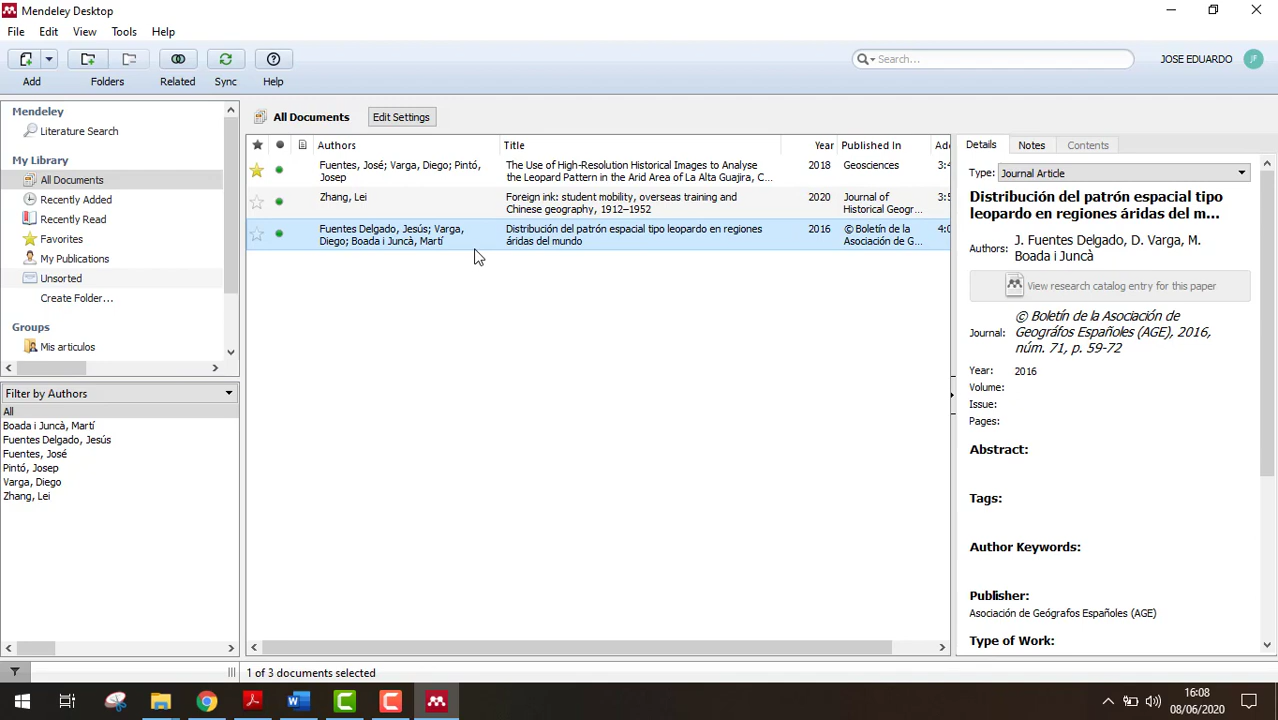 Mendeley Desktop
File Edit View Tools Help
Add Folders Related Sync Help
Search...
JOSE EDUARDO JF
Mendeley
Literature Search
My Library
All Documents
Recently Added
Recently Read
Favorites
My Publications
Unsorted
Create Folder...
Groups
Mis articulos
Filter by Authors
All
Boada i Juncà, Martí
Fuentes Delgado, Jesús
Fuentes, José
Pintó, Josep
Varga, Diego
Zhang, Lei
All Documents Edit Settings
Authors Title Year Published In Ade
Fuentes, José; Varga, Diego; Pintó, The Use of High-Resolution Historical Images to Analyse 2018 Geosciences 3:4
Josep the Leopard Pattern in the Arid Area of La Alta Guajira, C...
Zhang, Lei Foreign ink: student mobility, overseas training and 2020 Journal of 3:5
Chinese geography, 1912–1952 Historical Geogr...
Fuentes Delgado, Jesús; Varga, Distribución del patrón espacial tipo leopardo en regiones 2016 © Boletín de la 4:0
Diego; Boada i Juncà, Martí áridas del mundo Asociación de G...
1 of 3 documents selected
Details Notes Contents
Type: Journal Article
Distribución del patrón espacial tipo
leopardo en regiones áridas del m...
Authors: J. Fuentes Delgado, D. Varga, M.
Boada i Juncà
View research catalog entry for this paper
Journal: © Boletín de la Asociación de
Geográfos Españoles (AGE), 2016,
núm. 71, p. 59-72
Year: 2016
Volume:
Issue:
Pages:
Abstract:
Tags:
Author Keywords:
Publisher:
Asociación de Geógrafos Españoles (AGE)
Type of Work:
16:08
08/06/2020